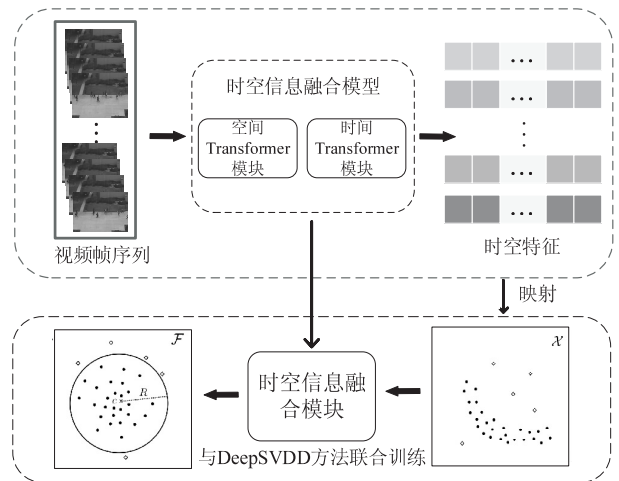 时空信息融合模型
空间
Transformer
模块
时间
Transformer
模块
视频帧序列
时空特征
映射
F
R
c
时空信息融
合模块
X
与DeepSVDD方法联合训练